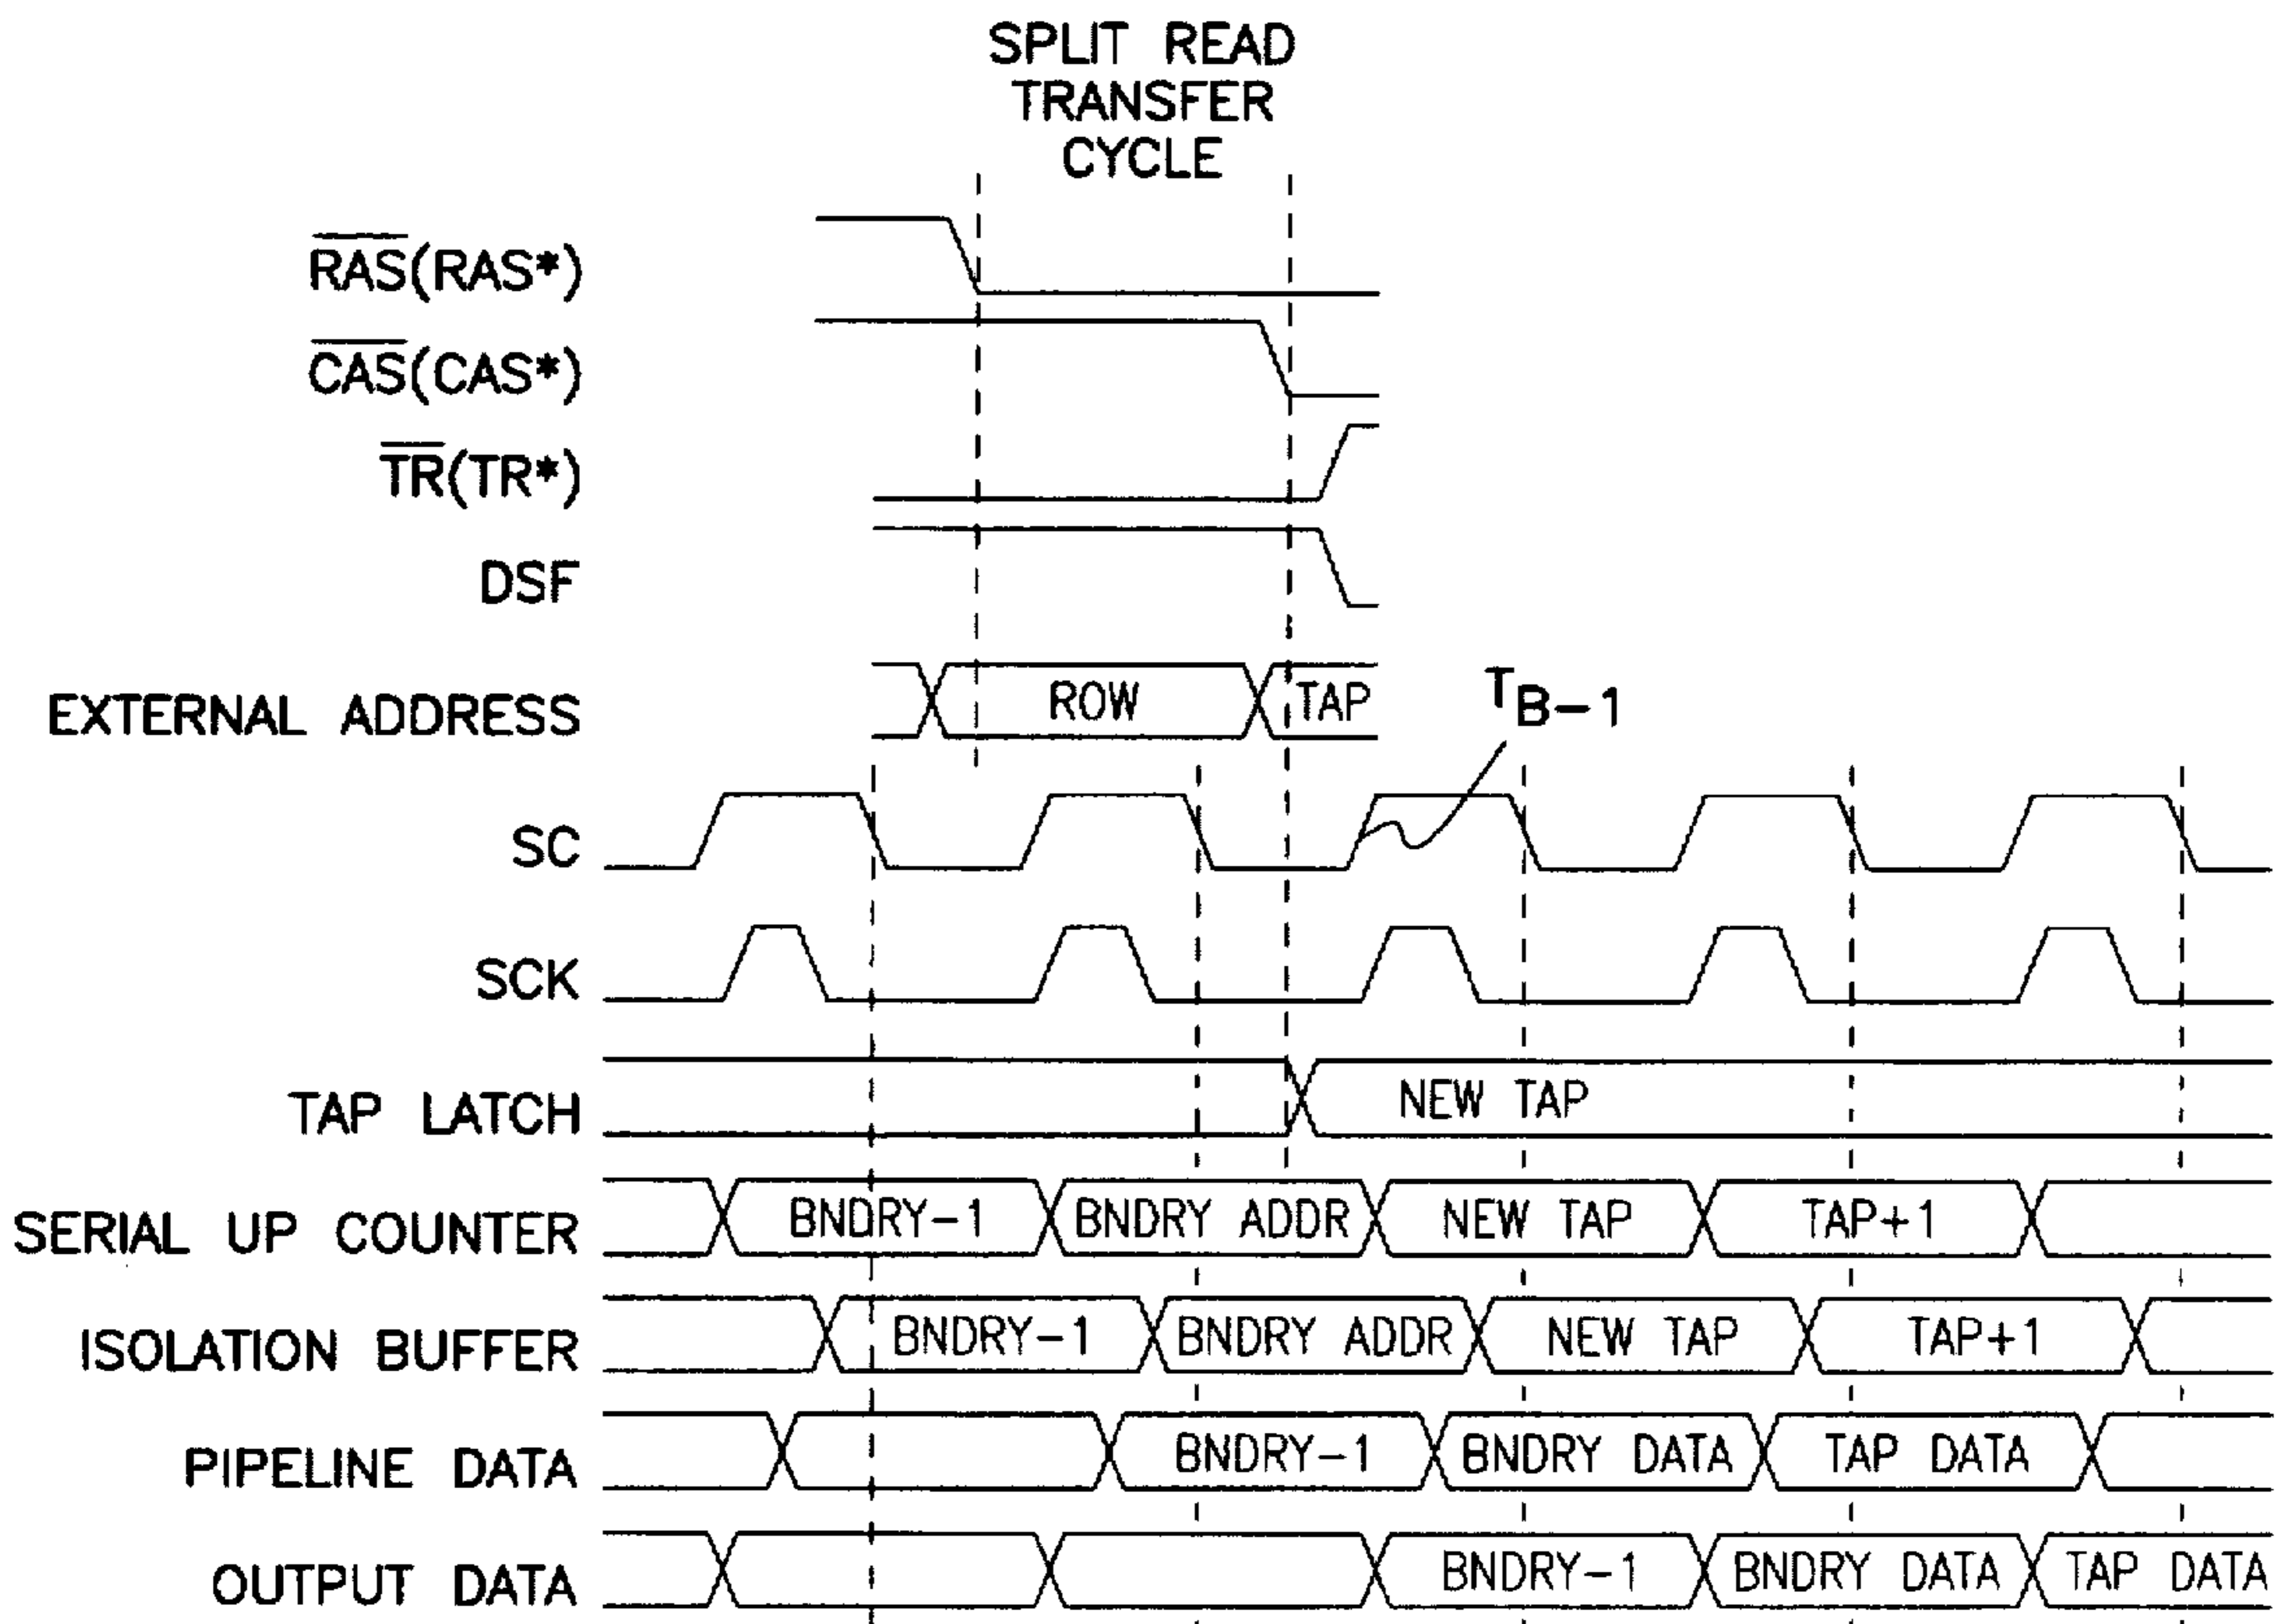 SPLIT READ
TRANSFER
CYCLE
R̅A̅S̅(RAS*)
C̅A̅S̅(CAS*)
T̅R̅(TR*)
DSF
EXTERNAL ADDRESS ROW TAP TB-1
SC
SCK
TAP LATCH NEW TAP
SERIAL UP COUNTER BNDRY-1 BNDRY ADDR NEW TAP TAP+1
ISOLATION BUFFER BNDRY-1 BNDRY ADDR NEW TAP TAP+1
PIPELINE DATA BNDRY-1 BNDRY DATA TAP DATA
OUTPUT DATA BNDRY-1 BNDRY DATA TAP DATA